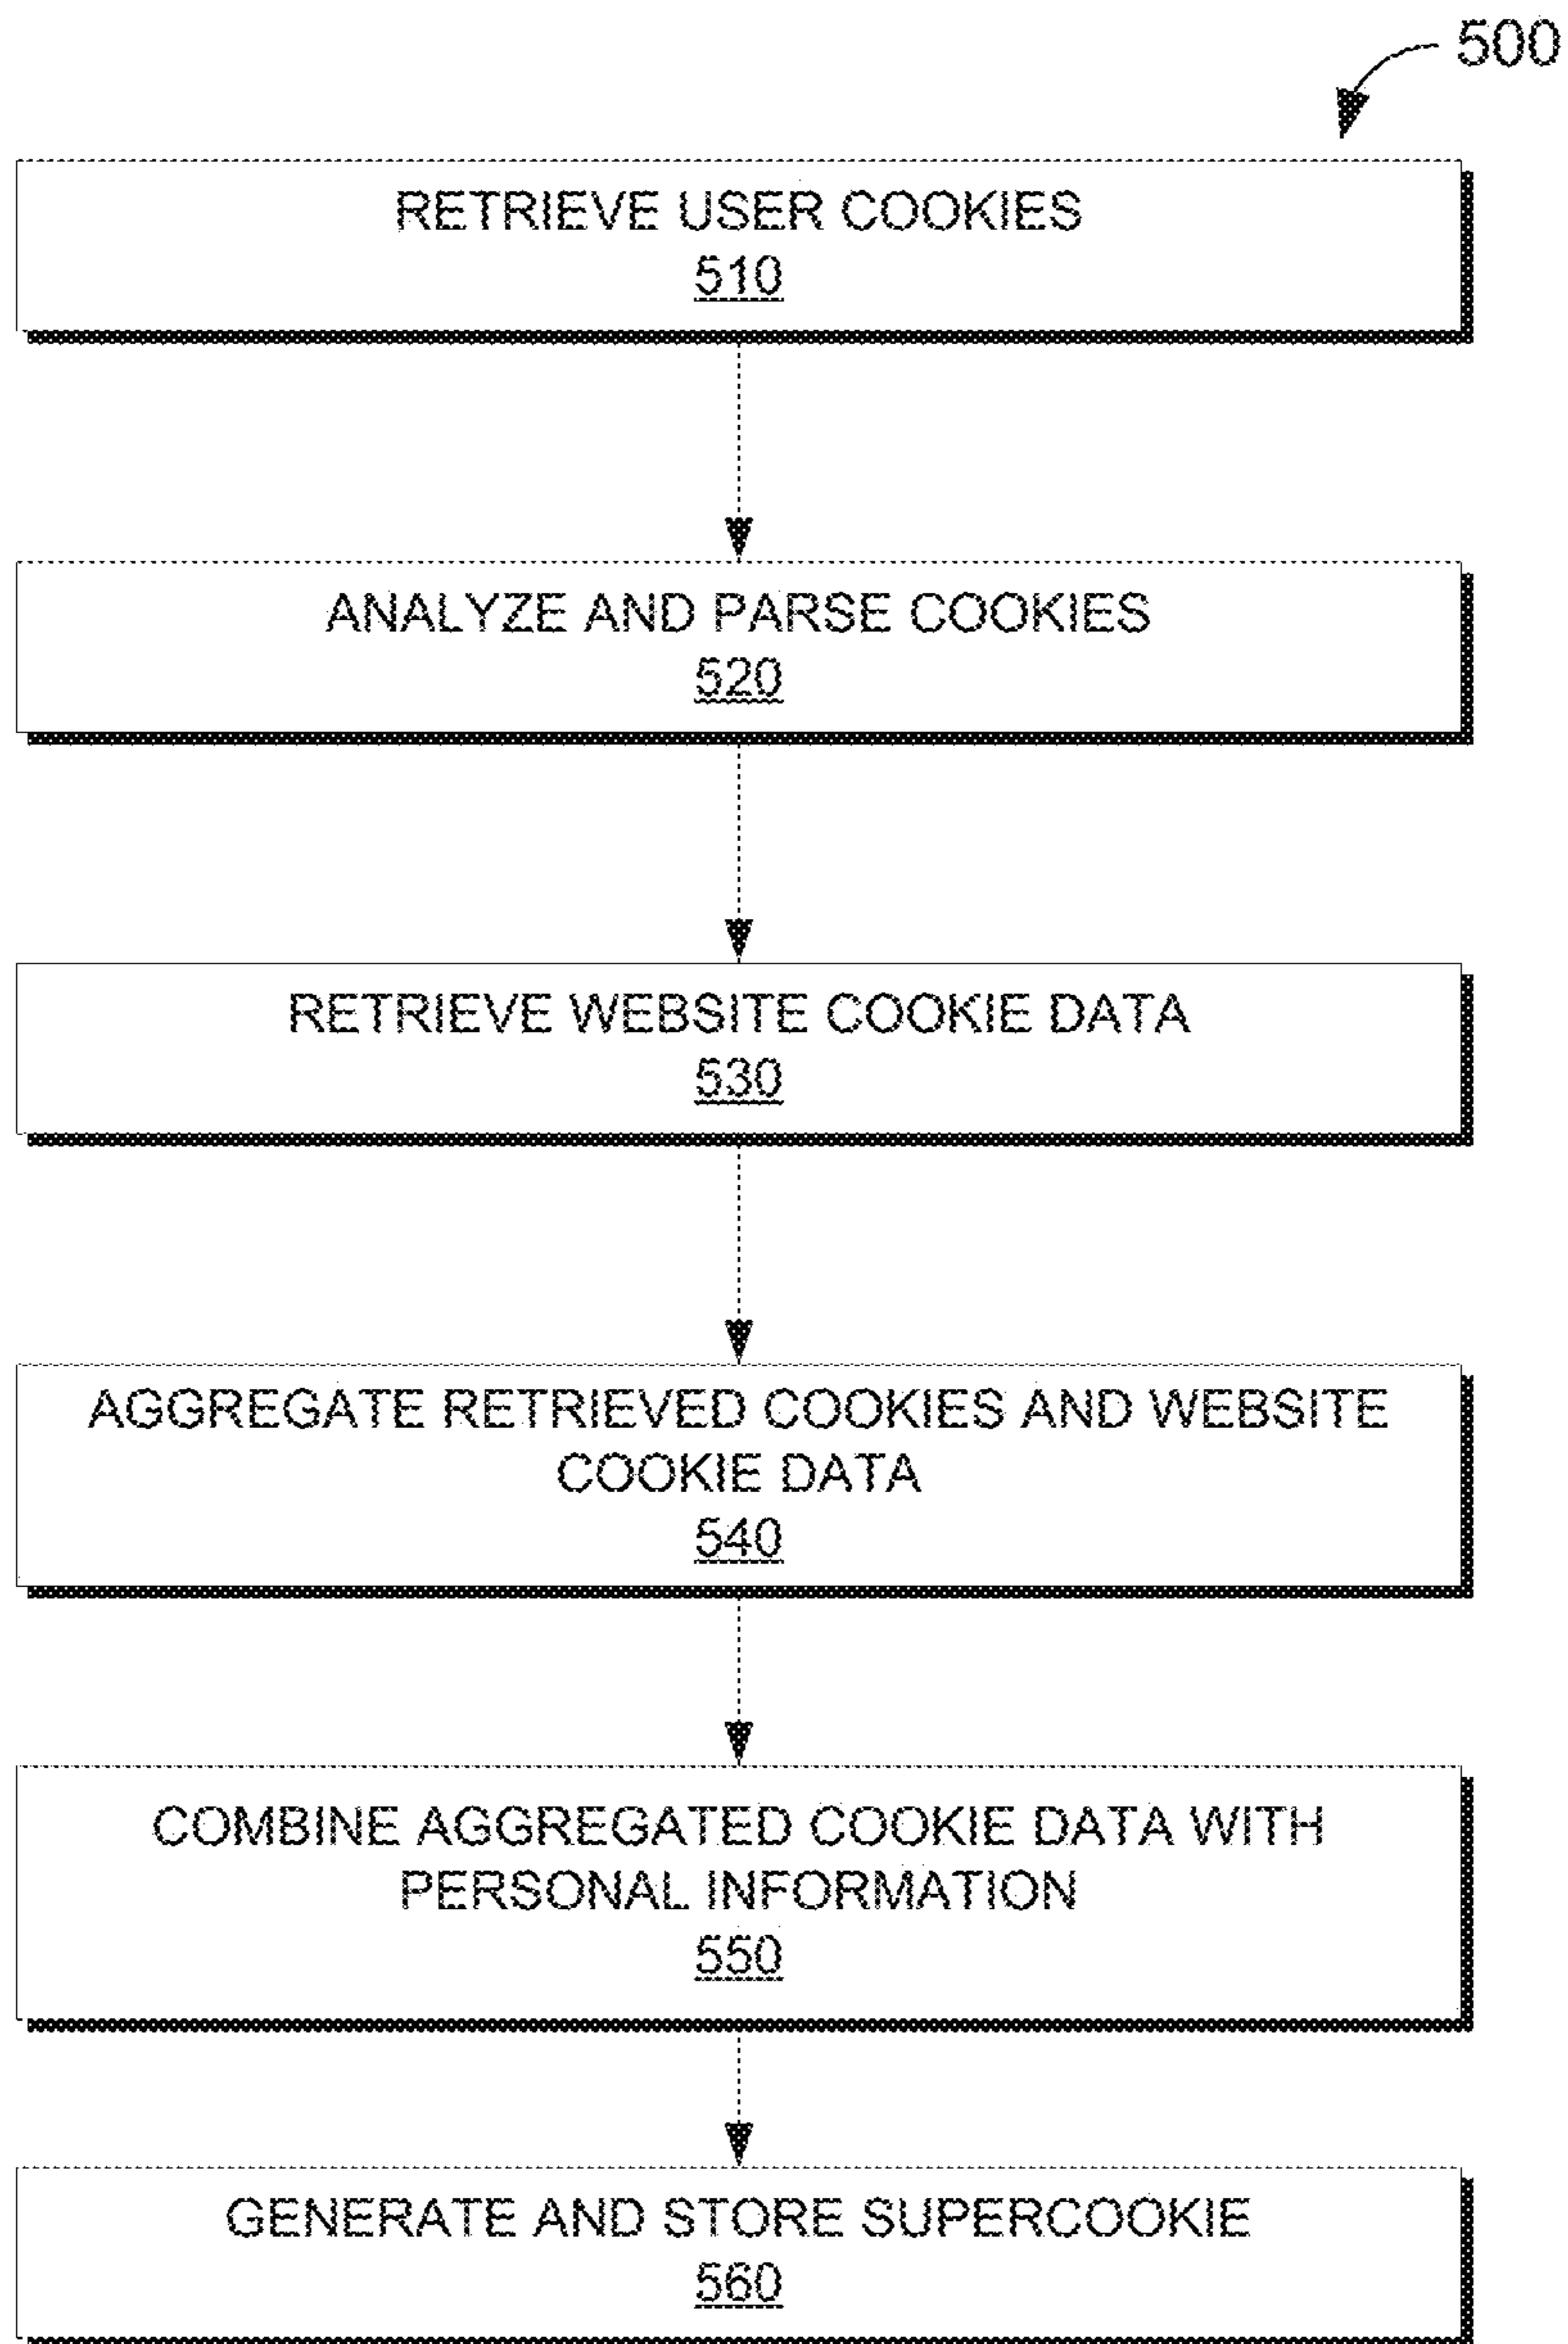 500
RETRIEVE USER COOKIES
510
ANALYZE AND PARSE COOKIES
520
RETRIEVE WEBSITE COOKIE DATA
530
AGGREGATE RETRIEVED COOKIES AND WEBSITE
COOKIE DATA
540
COMBINE AGGREGATED COOKIE DATA WITH
PERSONAL INFORMATION
550
GENERATE AND STORE SUPERCOOKIE
560